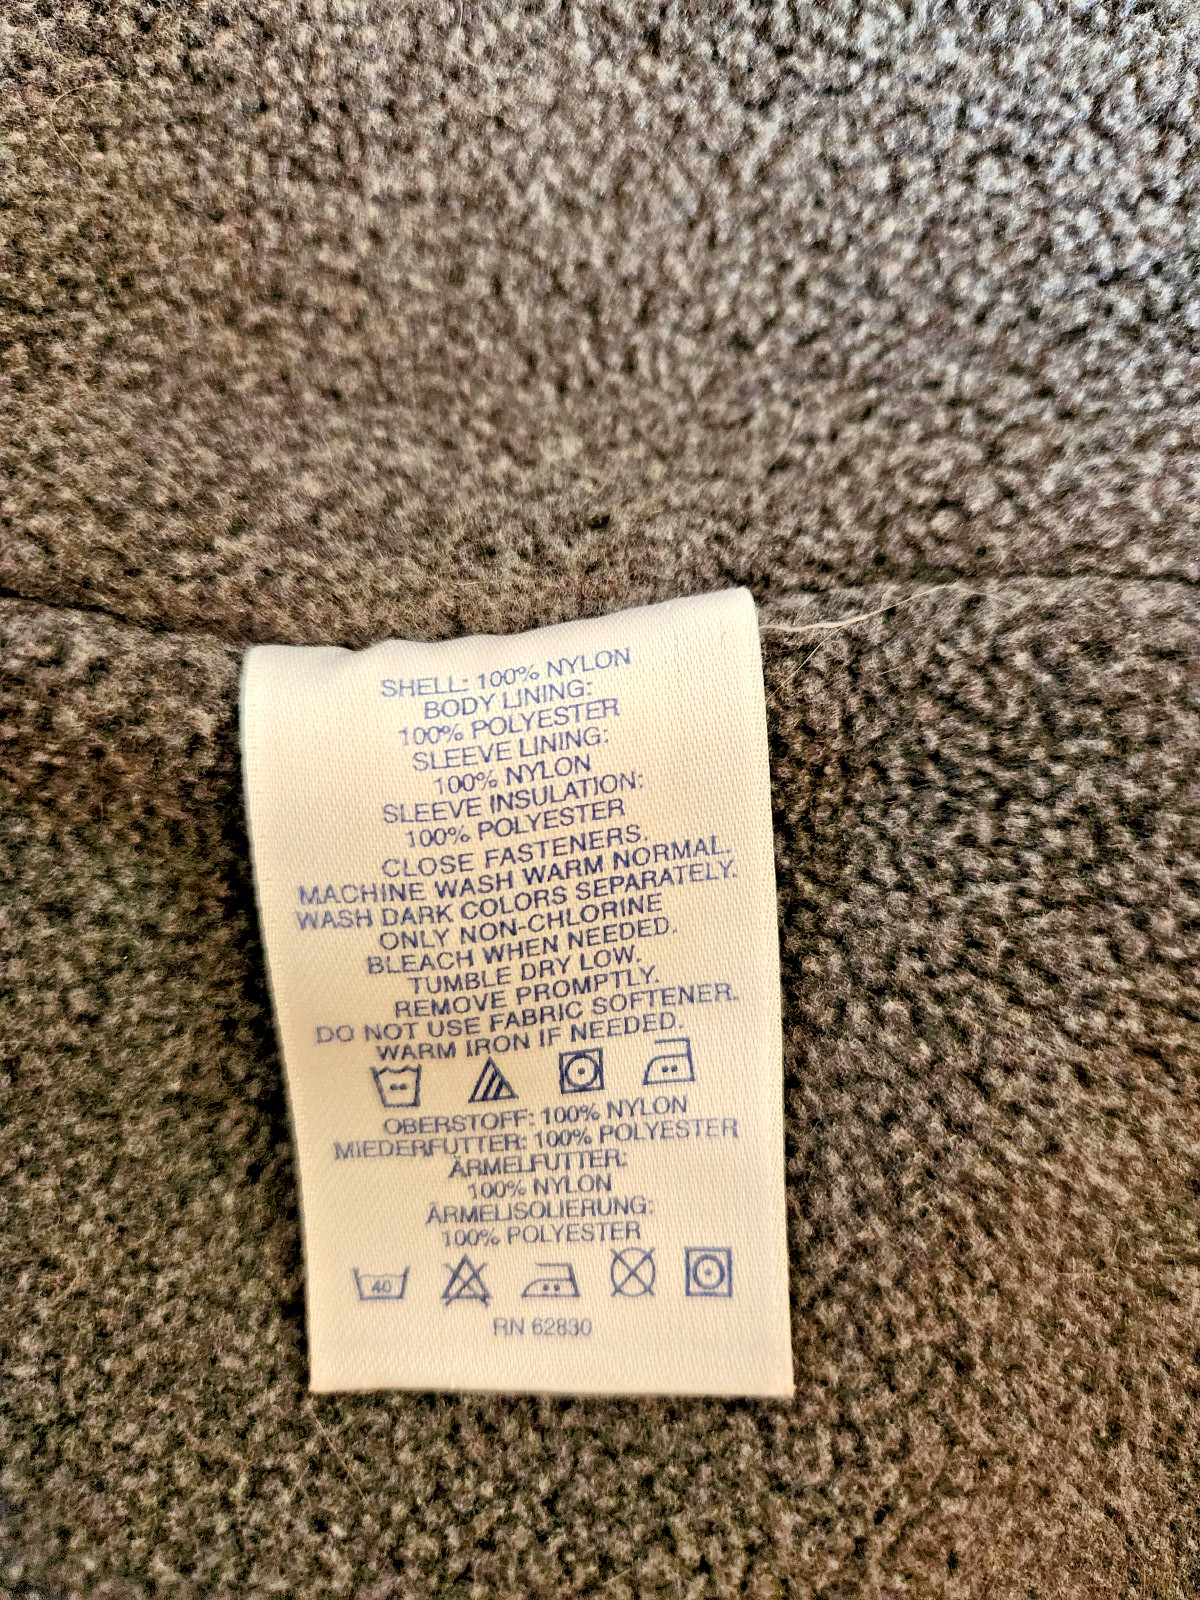 SHELL: 100% NYLON
BODY LINING:
100% POLYESTER
SLEEVE LINING:
100% NYLON
SLEEVE INSULATION:
100% POLYESTER
CLOSE FASTENERS.
MACHINE WASH WARM NORMAL.
WASH DARK COLORS SEPARATELY.
ONLY NON-CHLORINE
BLEACH WHEN NEEDED.
TUMBLE DRY LOW.
REMOVE PROMPTLY.
DO NOT USE FABRIC SOFTENER.
WARM IRON IF NEEDED.
OBERSTOFF: 100% NYLON
MIEDERFUTTER: 100% POLYESTER
ÄRMELFUTTER:
100% NYLON
ÄRMELISOLIERUNG:
100% POLYESTER
40
RN 62830